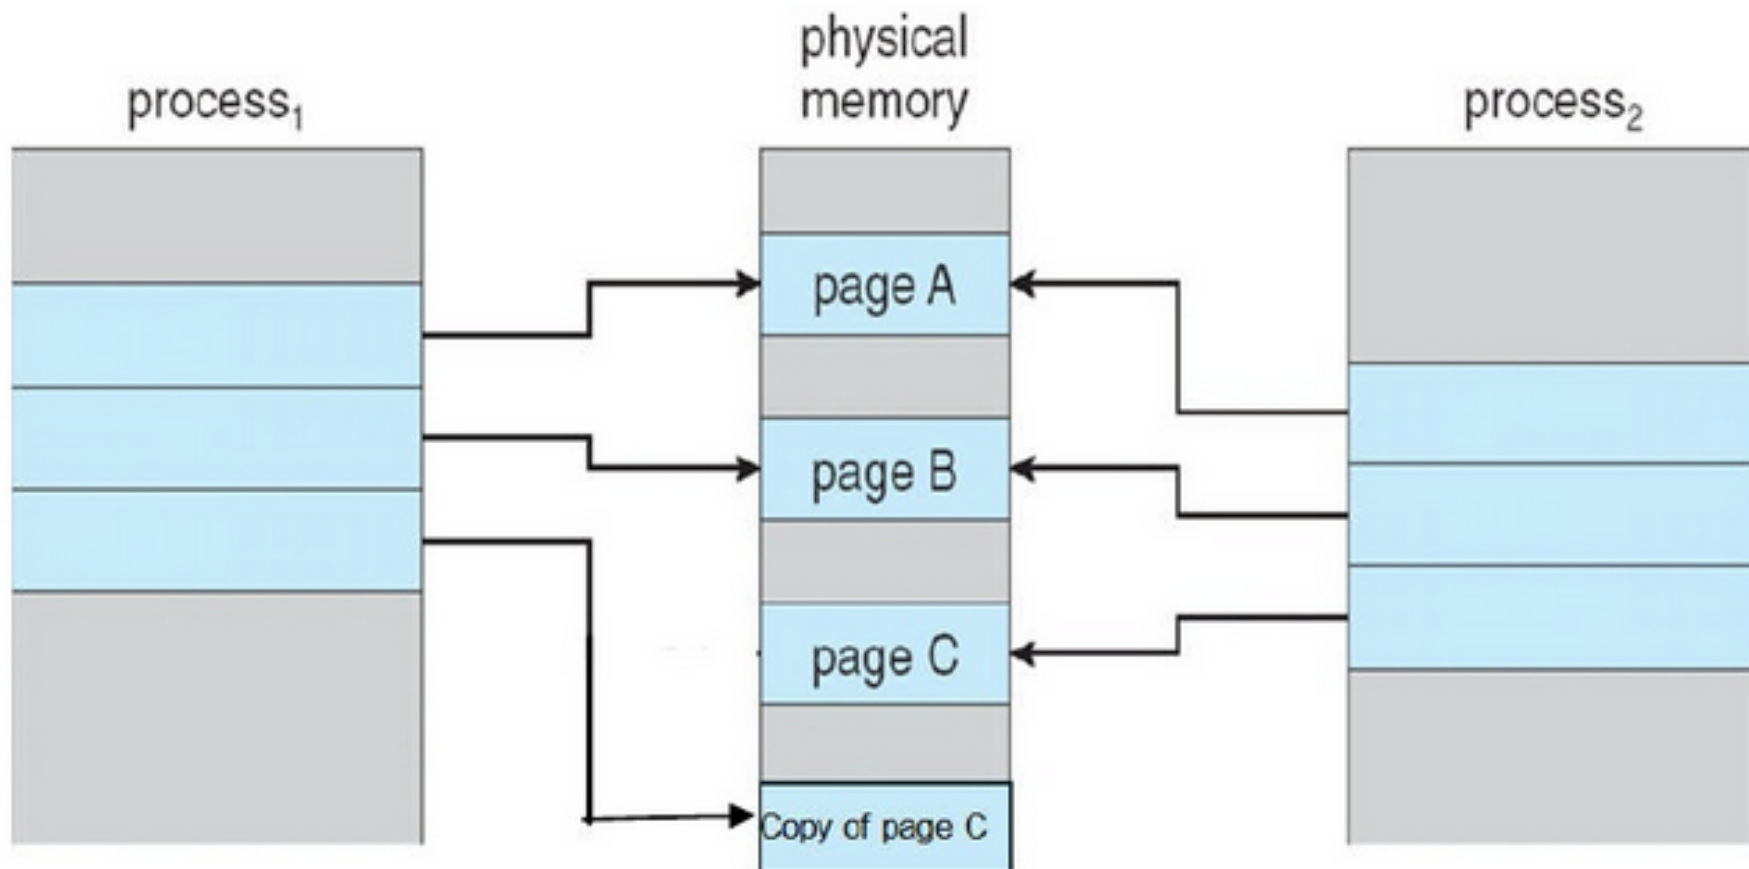 physical
memory
process₁
process₂
page A
page B
page C
Copy of page C